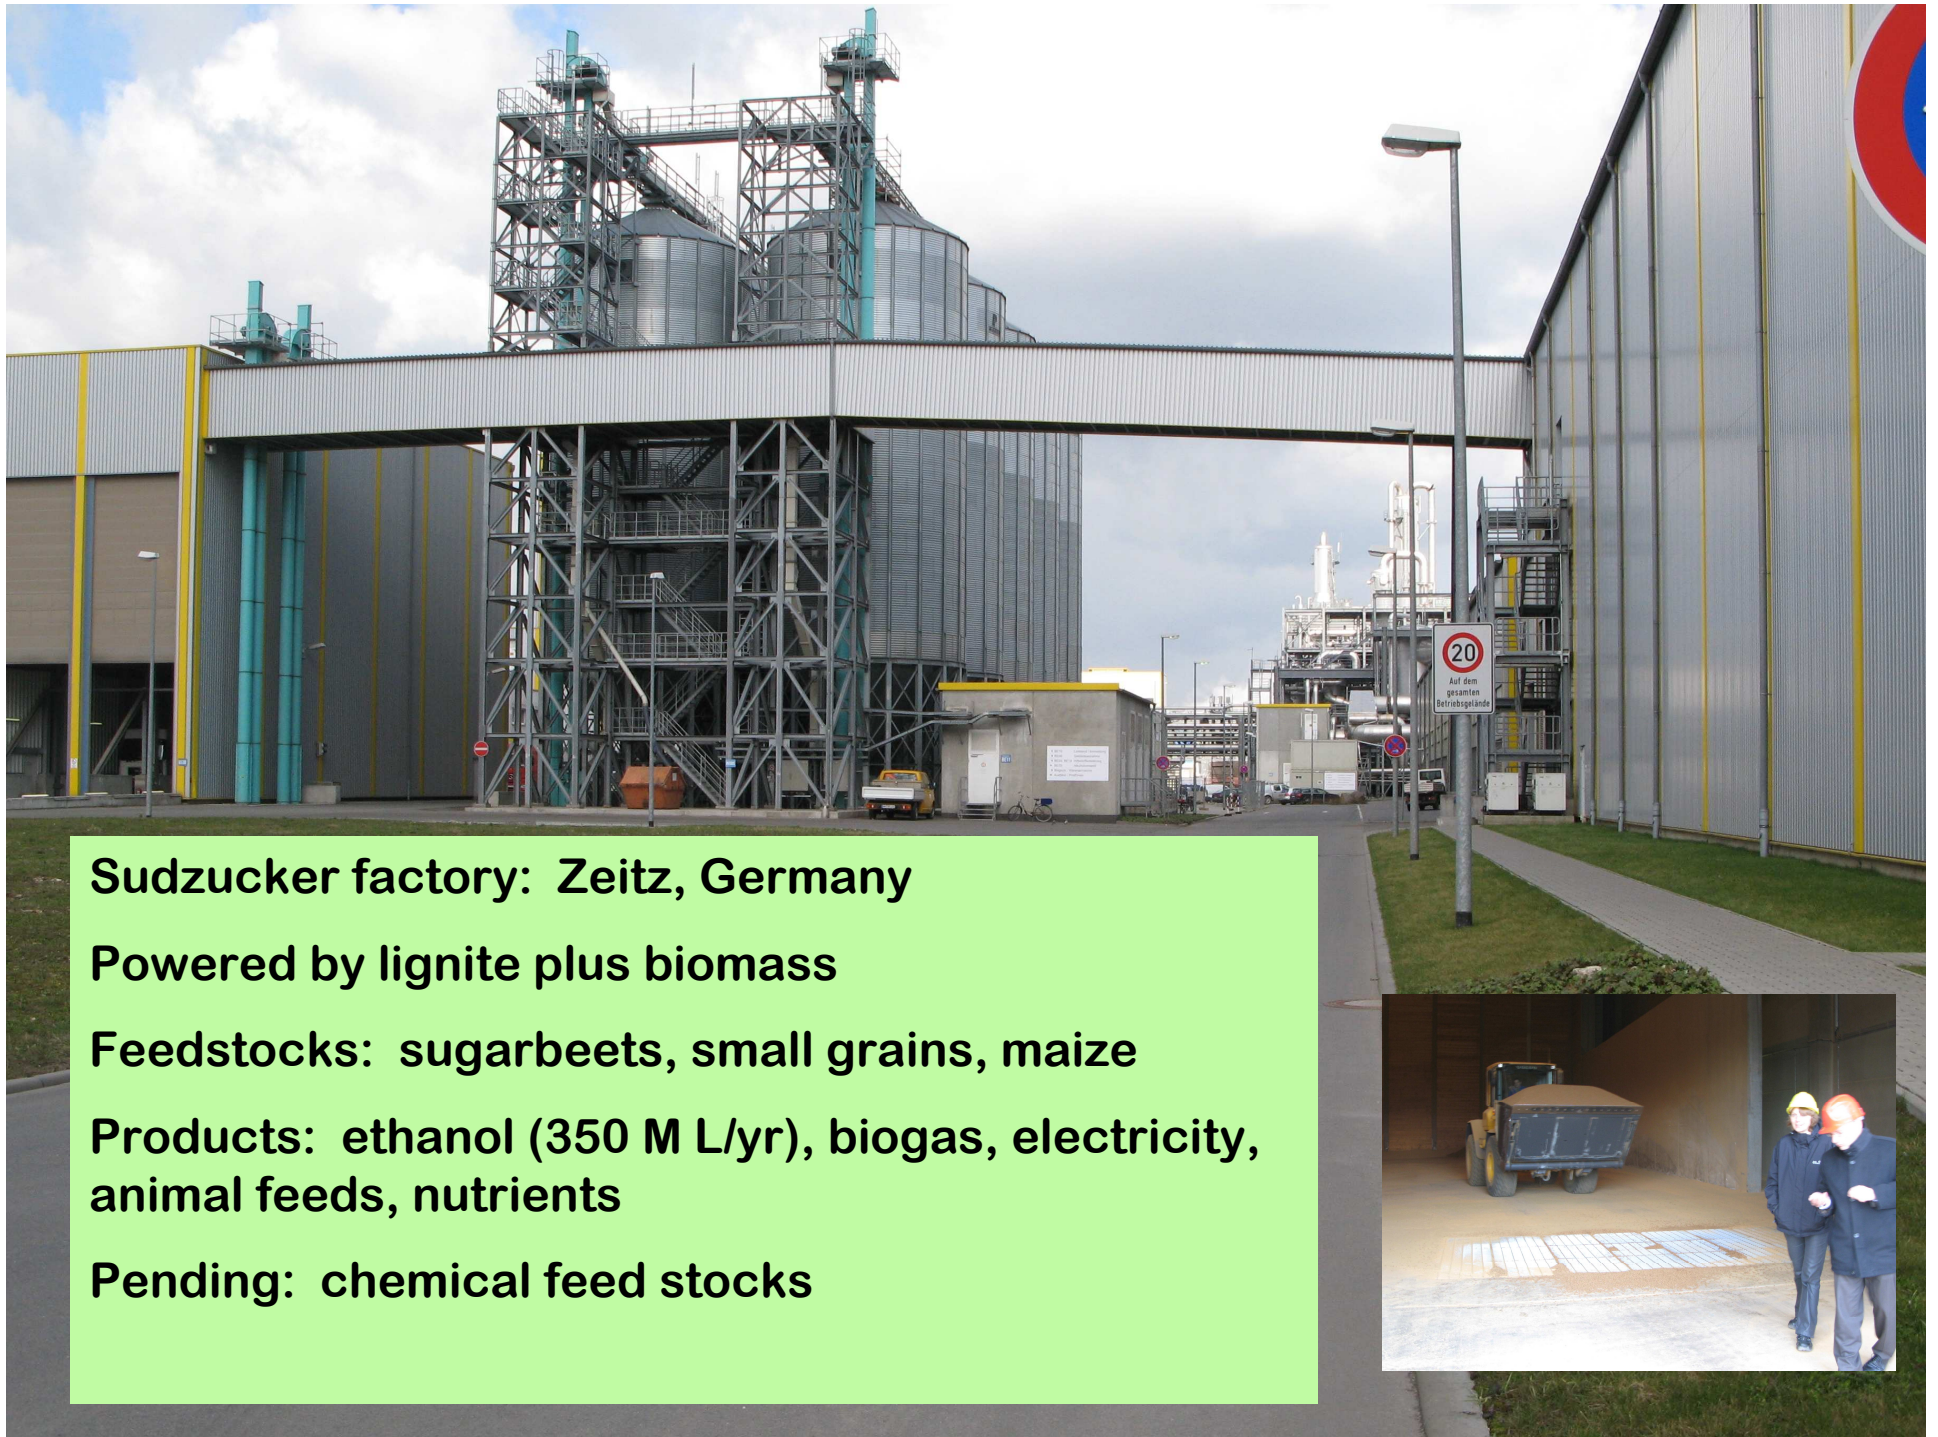 20
Auf dem
gesamten
Betriebsgelände
Sudzucker factory:  Zeitz, Germany
Powered by lignite plus biomass
Feedstocks:  sugarbeets, small grains, maize
Products:  ethanol (350 M L/yr), biogas, electricity,
animal feeds, nutrients
Pending:  chemical feed stocks